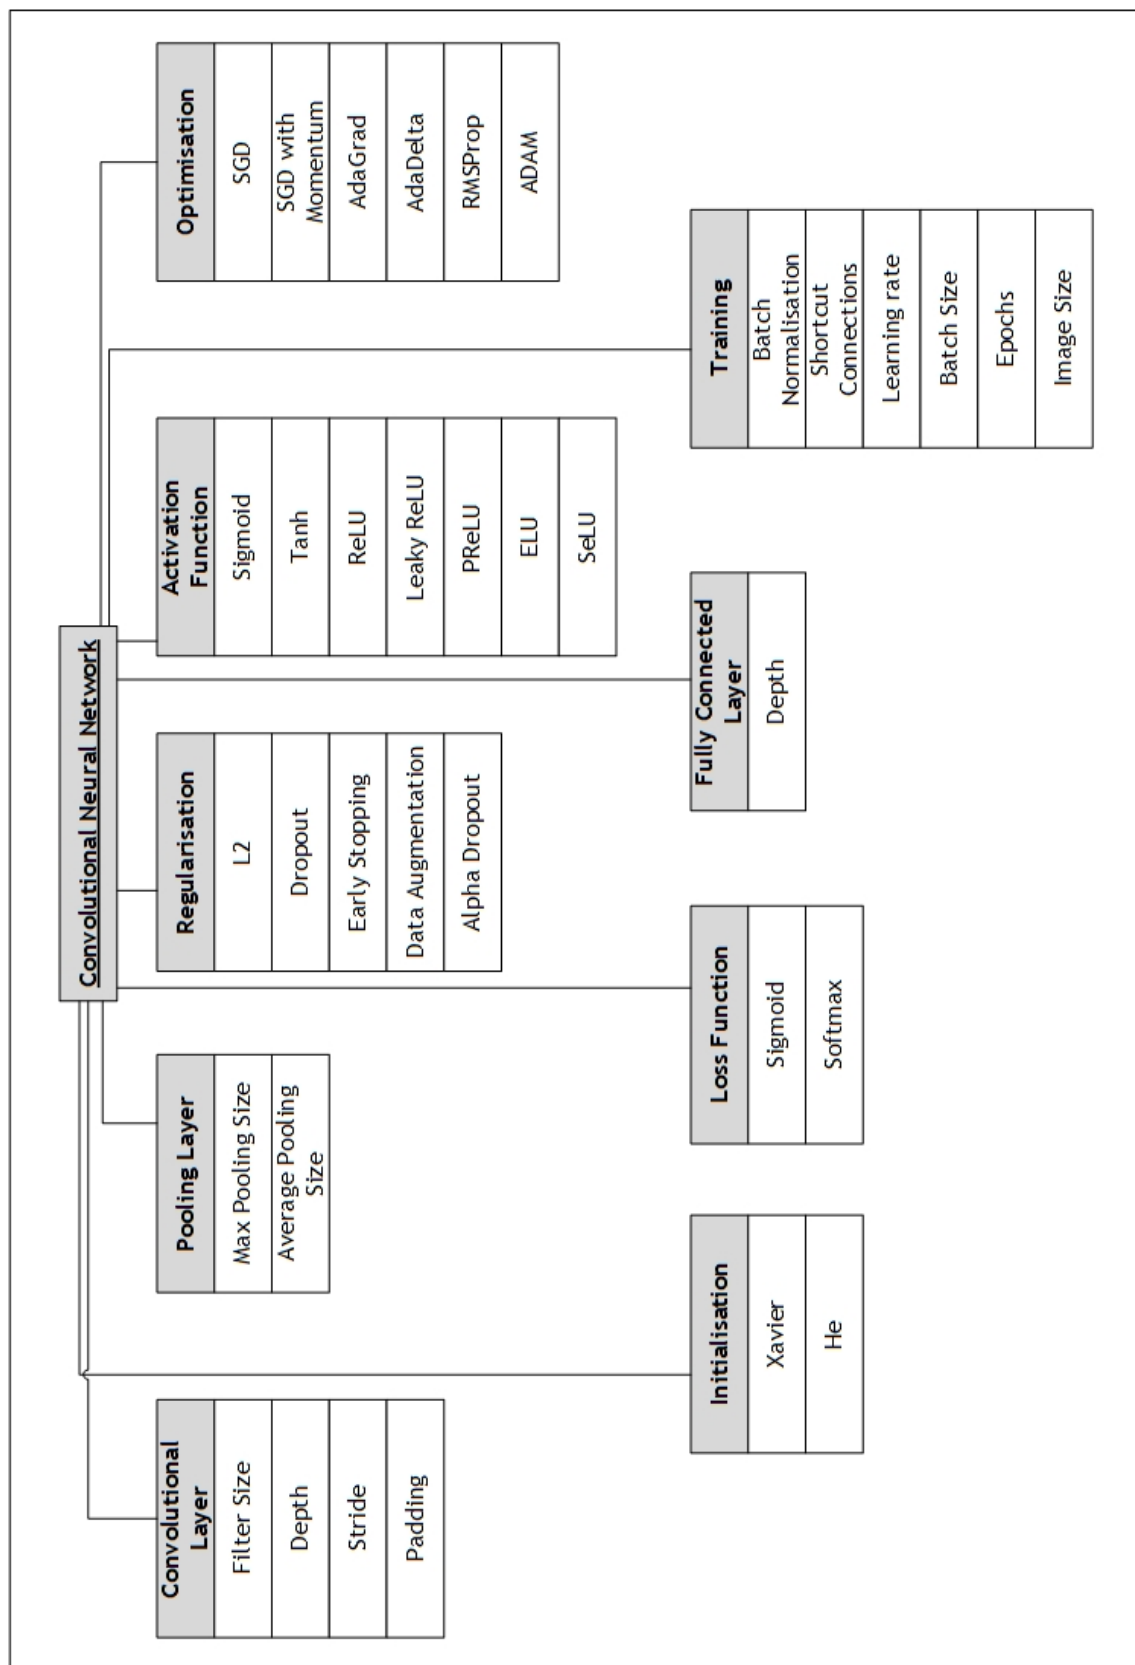 Convolutional Neural Network
Convolutional
Layer
Filter Size
Depth
Stride
Padding
Pooling Layer
Max Pooling Size
Average Pooling
Size
Regularisation
L2
Dropout
Early Stopping
Data Augmentation
Alpha Dropout
Activation
Function
Sigmoid
Tanh
ReLU
Leaky ReLU
PReLU
ELU
SeLU
Optimisation
SGD
SGD with
Momentum
AdaGrad
AdaDelta
RMSProp
ADAM
Initialisation
Xavier
He
Loss Function
Sigmoid
Softmax
Fully Connected
Layer
Depth
Training
Batch
Normalisation
Shortcut
Connections
Learning rate
Batch Size
Epochs
Image Size